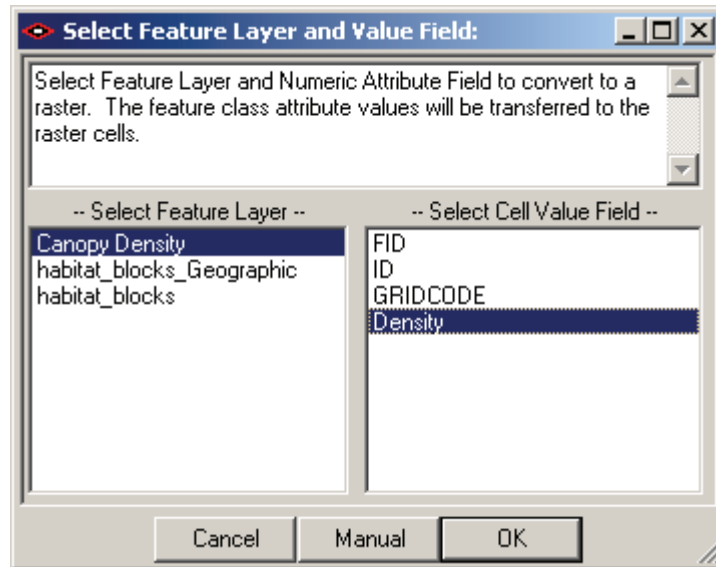 Select Feature Layer and Value Field:
Select Feature Layer and Numeric Attribute Field to convert to a
raster.  The feature class attribute values will be transferred to the
raster cells.
-- Select Feature Layer --
Canopy Density
habitat_blocks_Geographic
habitat_blocks
-- Select Cell Value Field --
FID
ID
GRIDCODE
Density
Cancel
Manual
OK